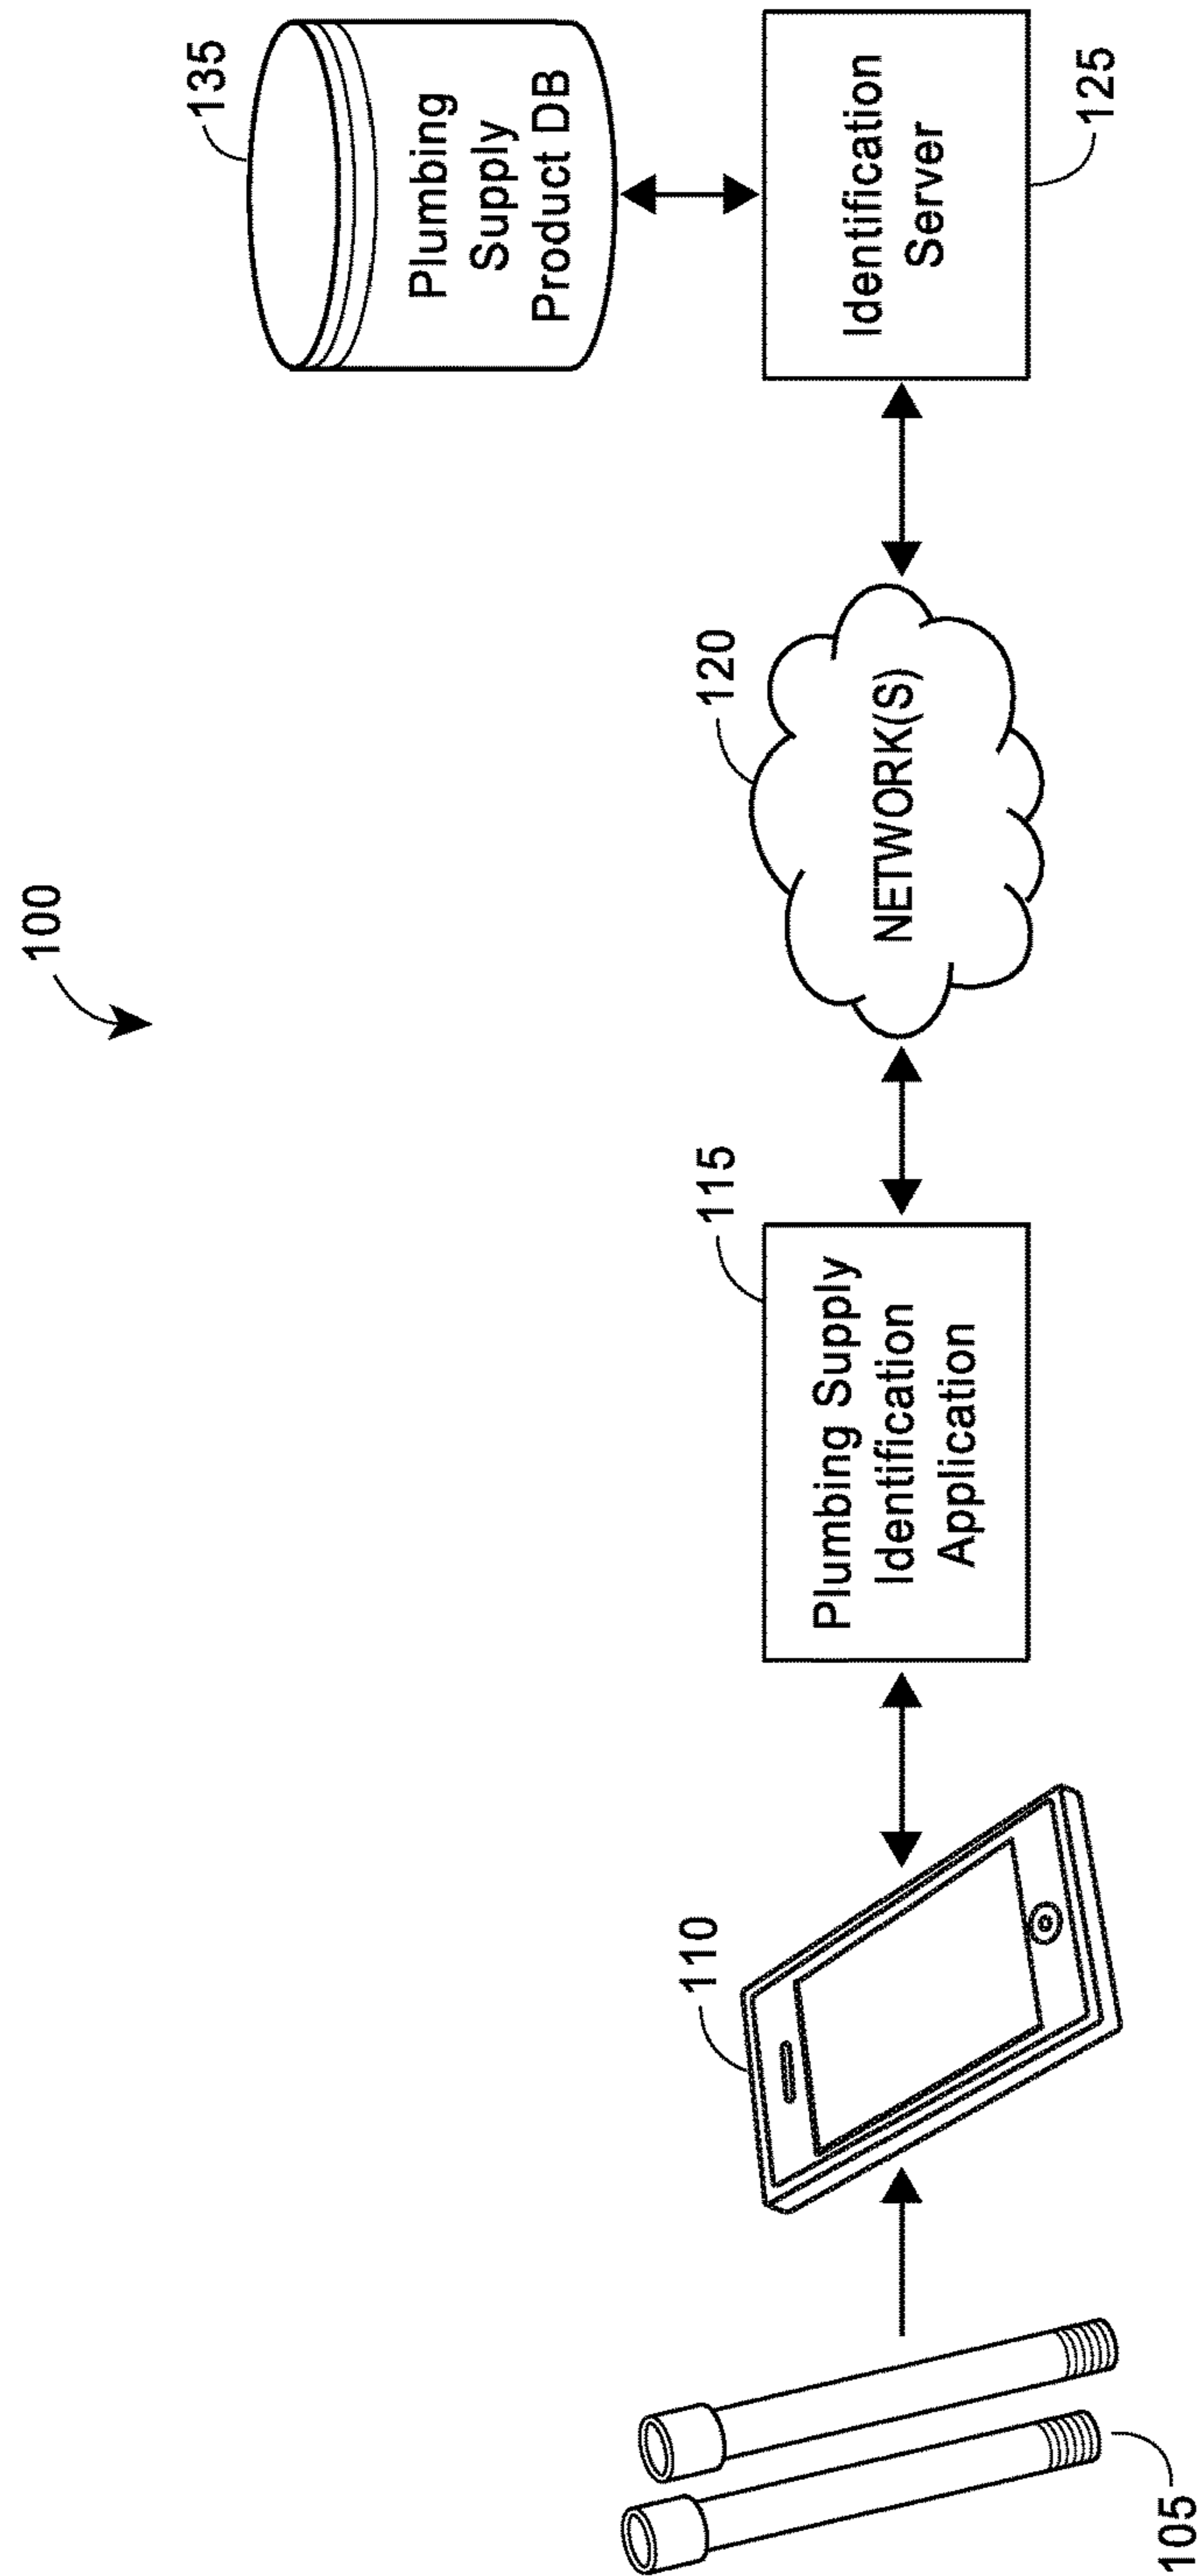 100
135
Plumbing
Supply
Product DB
105
110
115
Plumbing Supply
Identification
Application
120
NETWORK(S)
Identification
Server
125